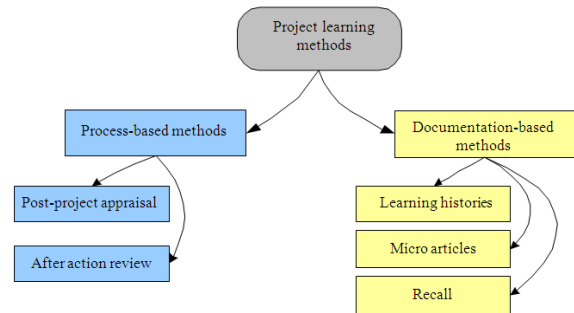 Project learning
methods
Process-based methods
Documentation-based
methods
Post-project appraisal
Learning histories
After action review
Micro articles
Recall